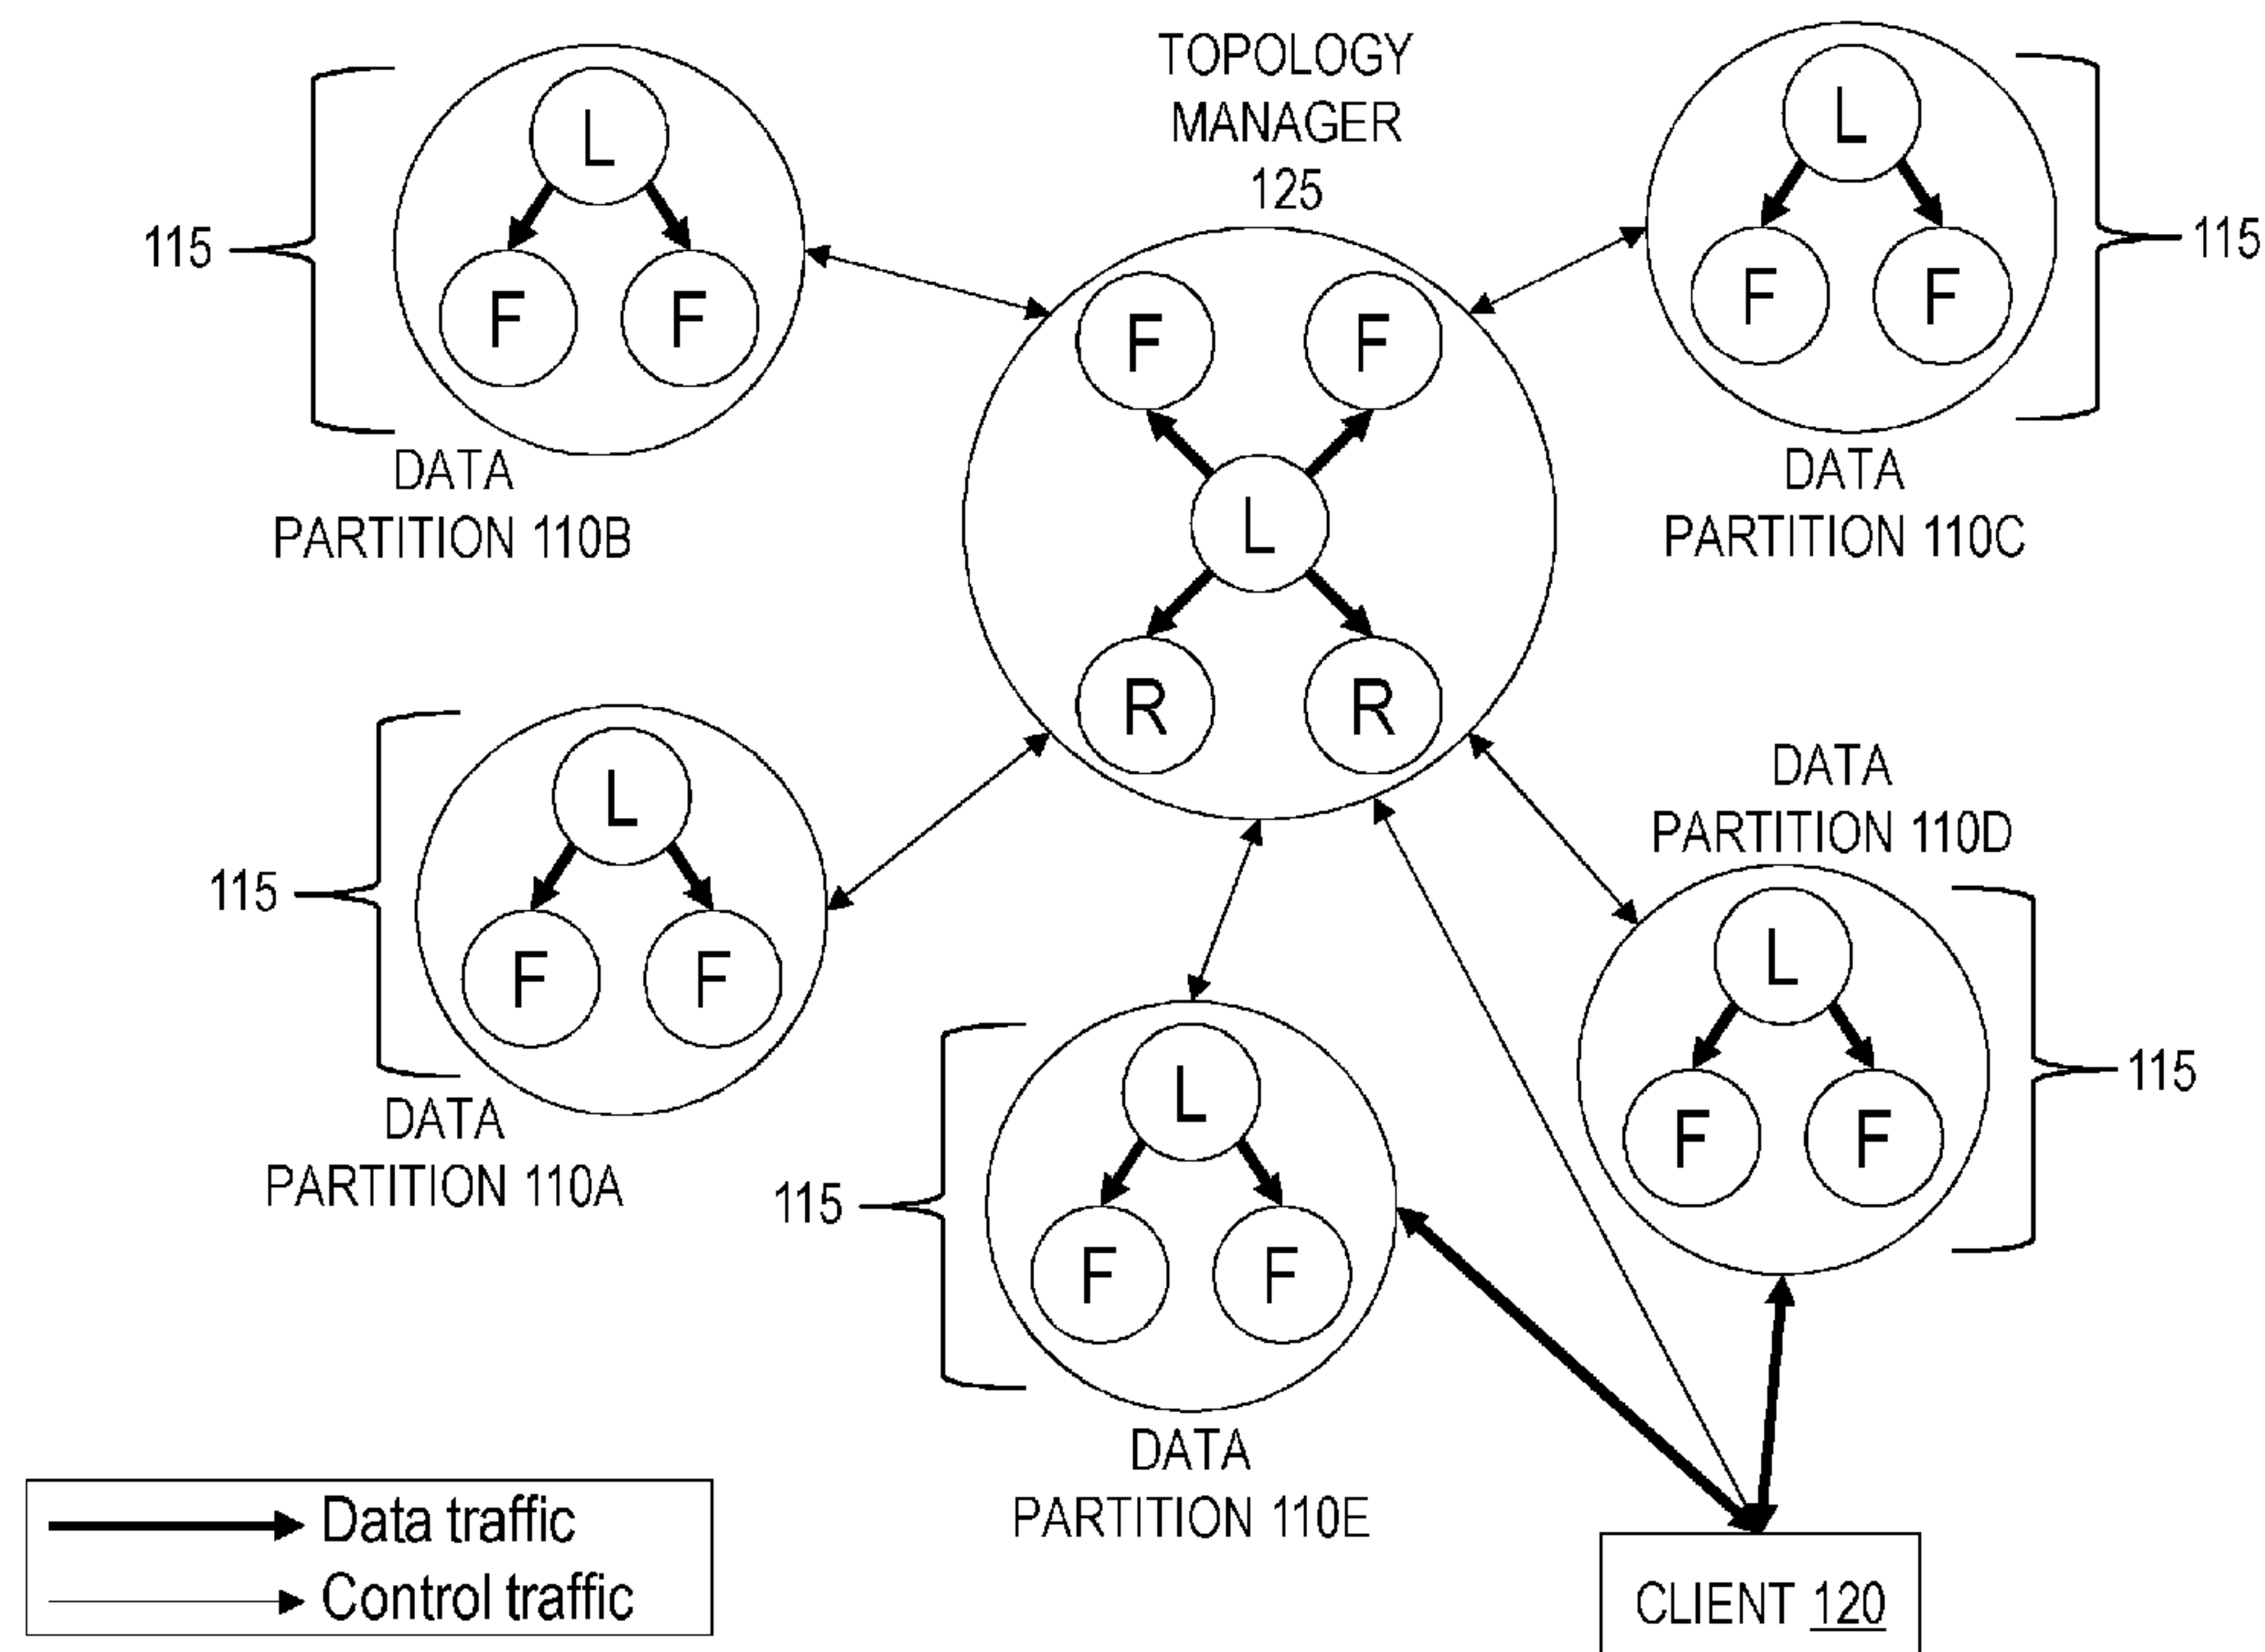 TOPOLOGY
MANAGER
125
L
F
F
115
DATA
PARTITION 110B
L
F
F
115
DATA
PARTITION 110C
F
F
L
R
R
L
F
F
115
DATA
PARTITION 110A
DATA
PARTITION 110D
L
F
F
115
L
F
F
115
DATA
PARTITION 110E
Data traffic
Control traffic
CLIENT 120